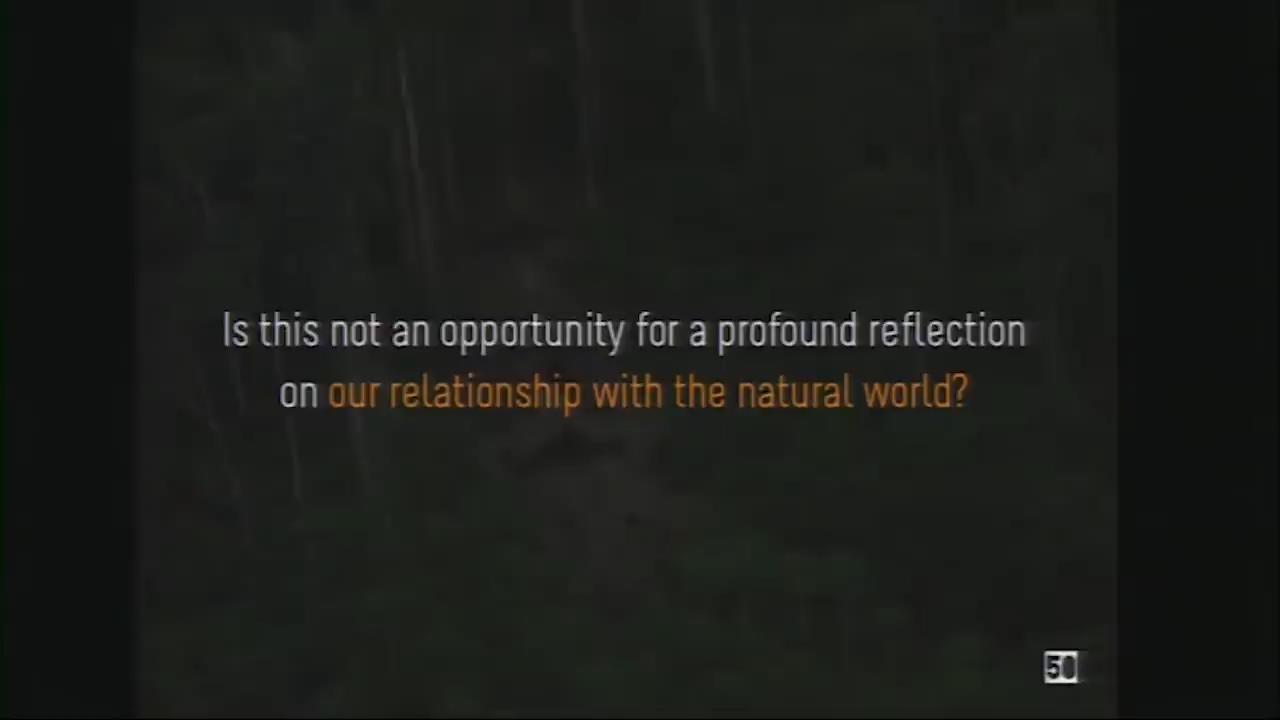 Is this not an opportunity for a profound reflection
on our relationship with the natural world?
50